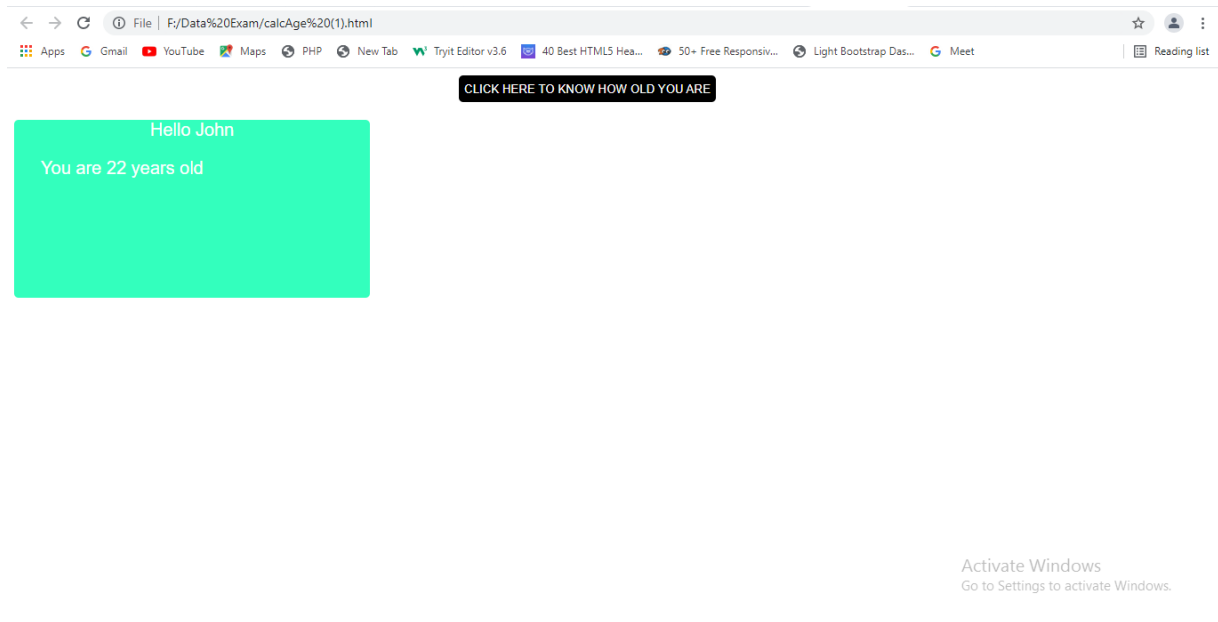 File F:/Data%20Exam/calcAge%20(1).html
Apps Gmail YouTube Maps PHP New Tab Tryit Editor v3.6 40 Best HTML5 Hea... 50+ Free Responsiv... Light Bootstrap Das... Meet Reading list
CLICK HERE TO KNOW HOW OLD YOU ARE
Hello John
You are 22 years old
Activate Windows
Go to Settings to activate Windows.